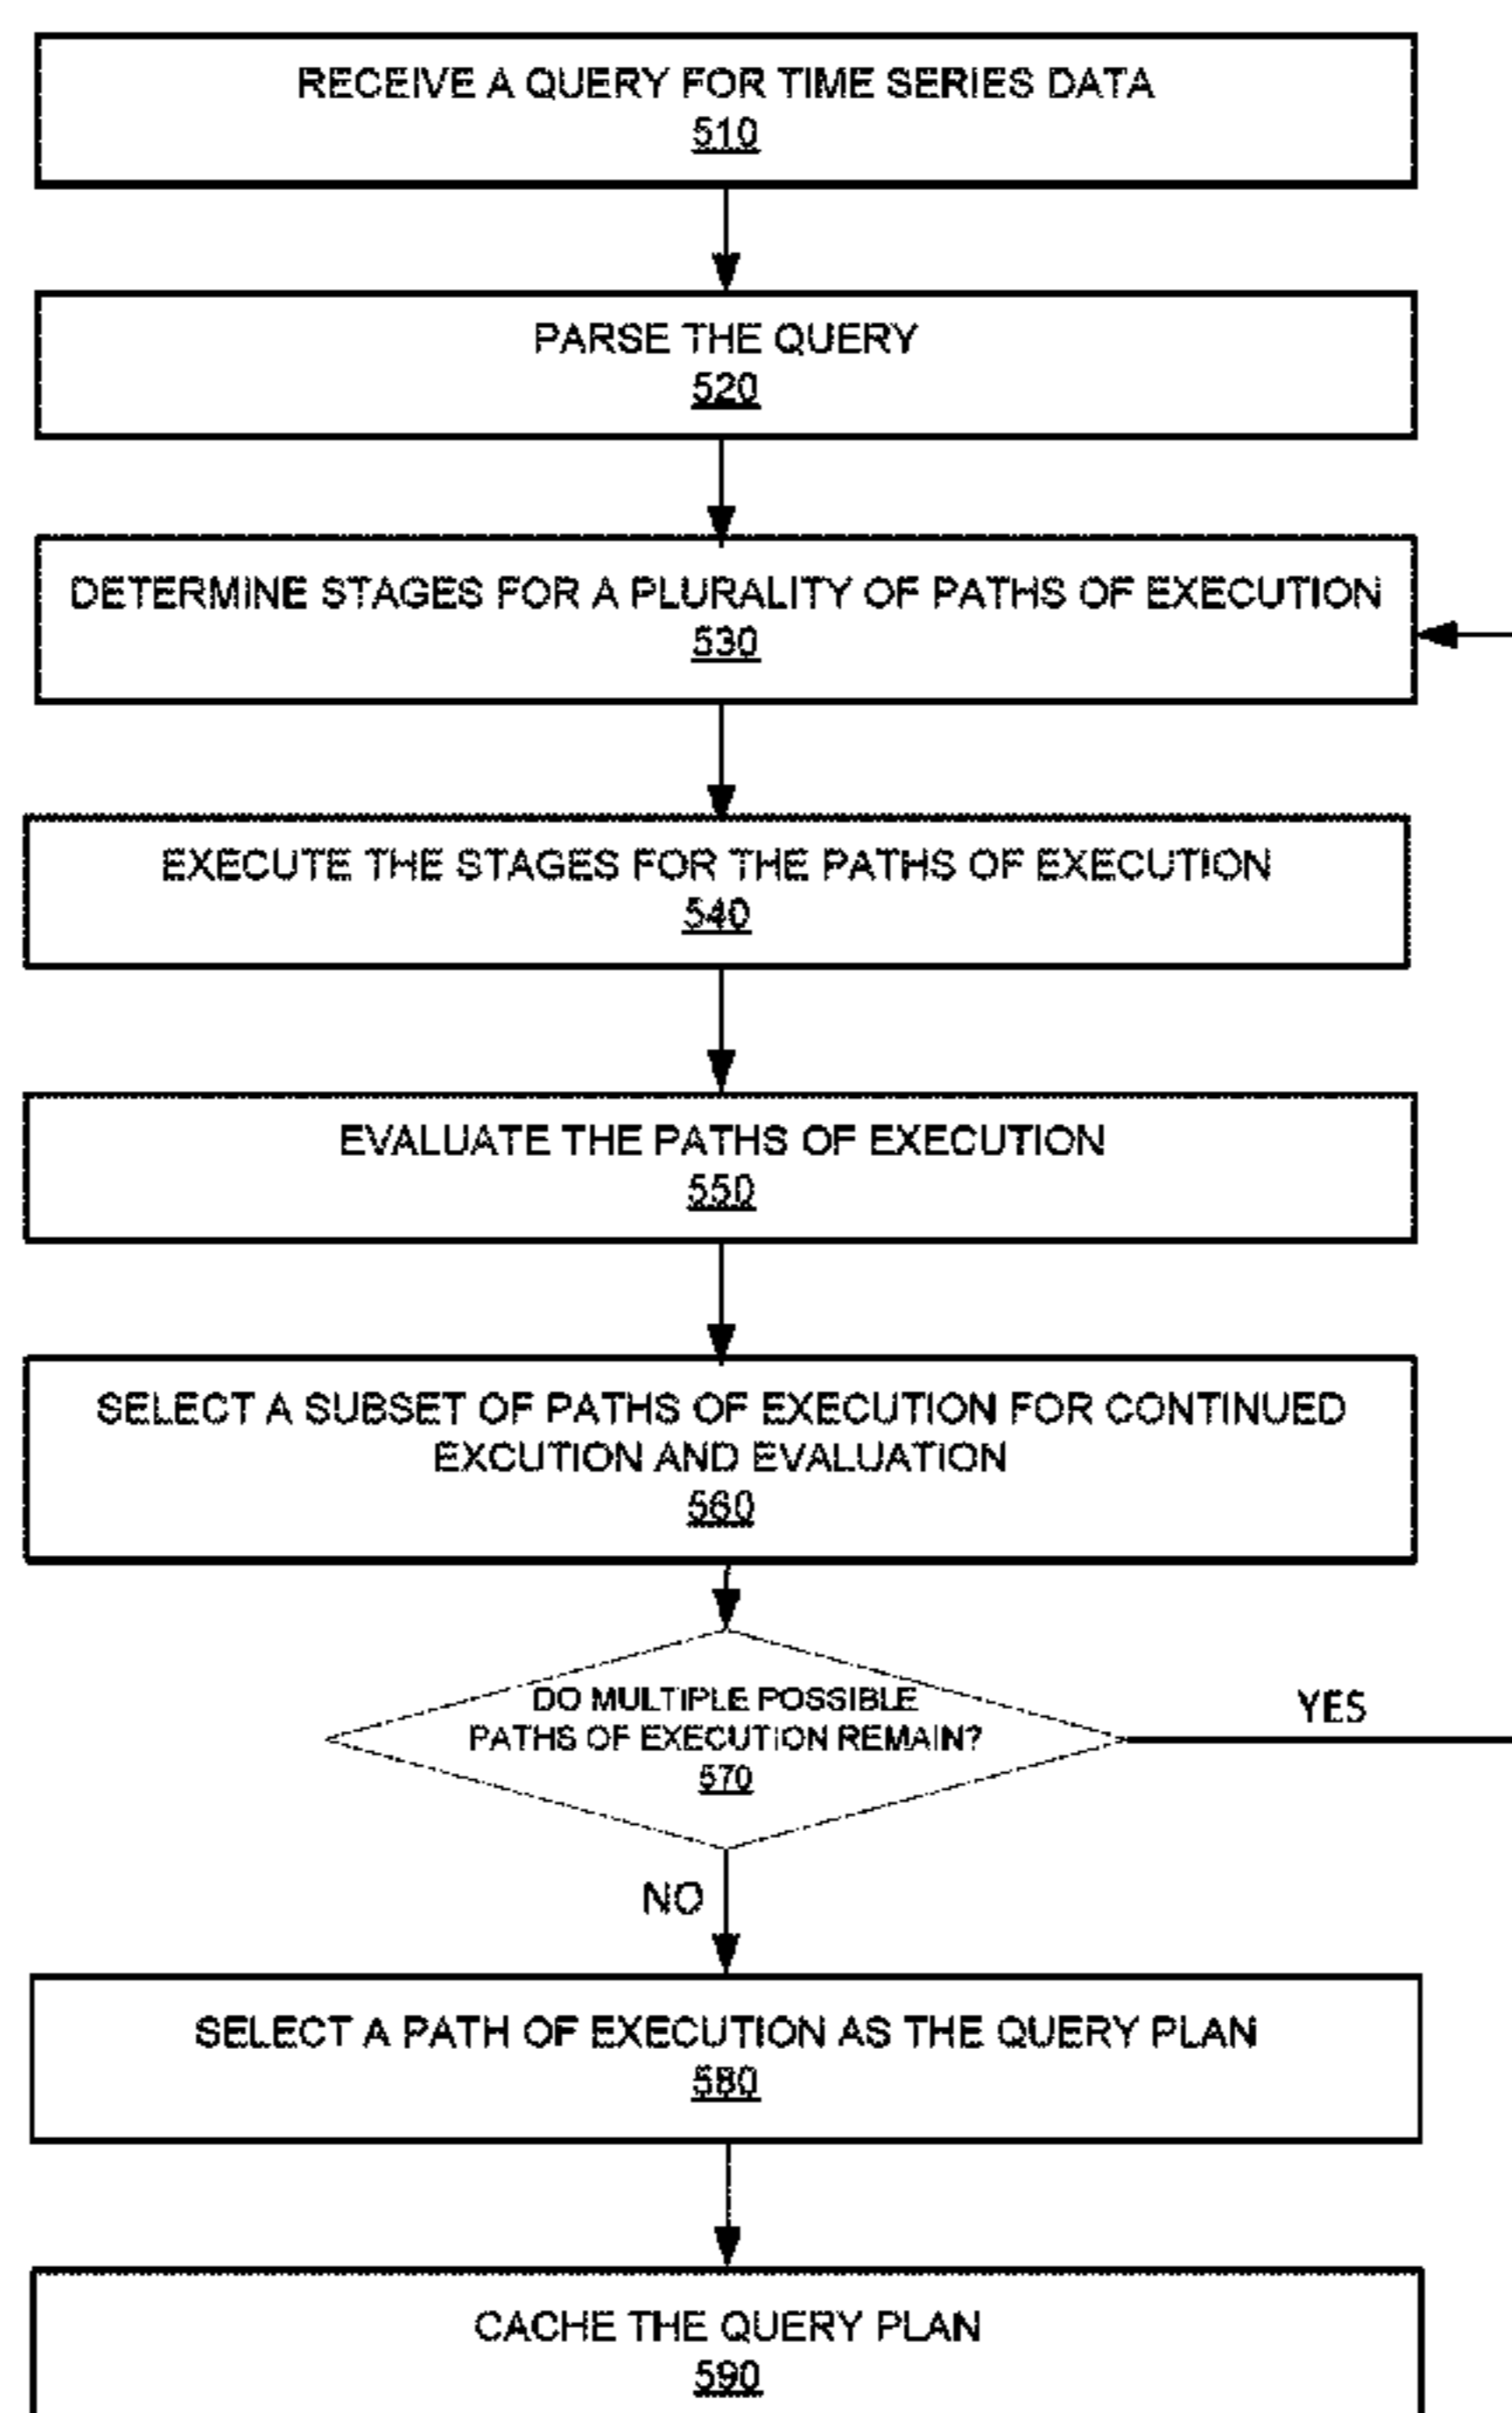 RECEIVE A QUERY FOR TIME SERIES DATA
510
PARSE THE QUERY
520
DETERMINE STAGES FOR A PLURALITY OF PATHS OF EXECUTION
530
EXECUTE THE STAGES FOR THE PATHS OF EXECUTION
540
EVALUATE THE PATHS OF EXECUTION
550
SELECT A SUBSET OF PATHS OF EXECUTION FOR CONTINUED
EXCUTION AND EVALUATION
560
DO MULTIPLE POSSIBLE
PATHS OF EXECUTION REMAIN?
570
YES
NO
SELECT A PATH OF EXECUTION AS THE QUERY PLAN
580
CACHE THE QUERY PLAN
590